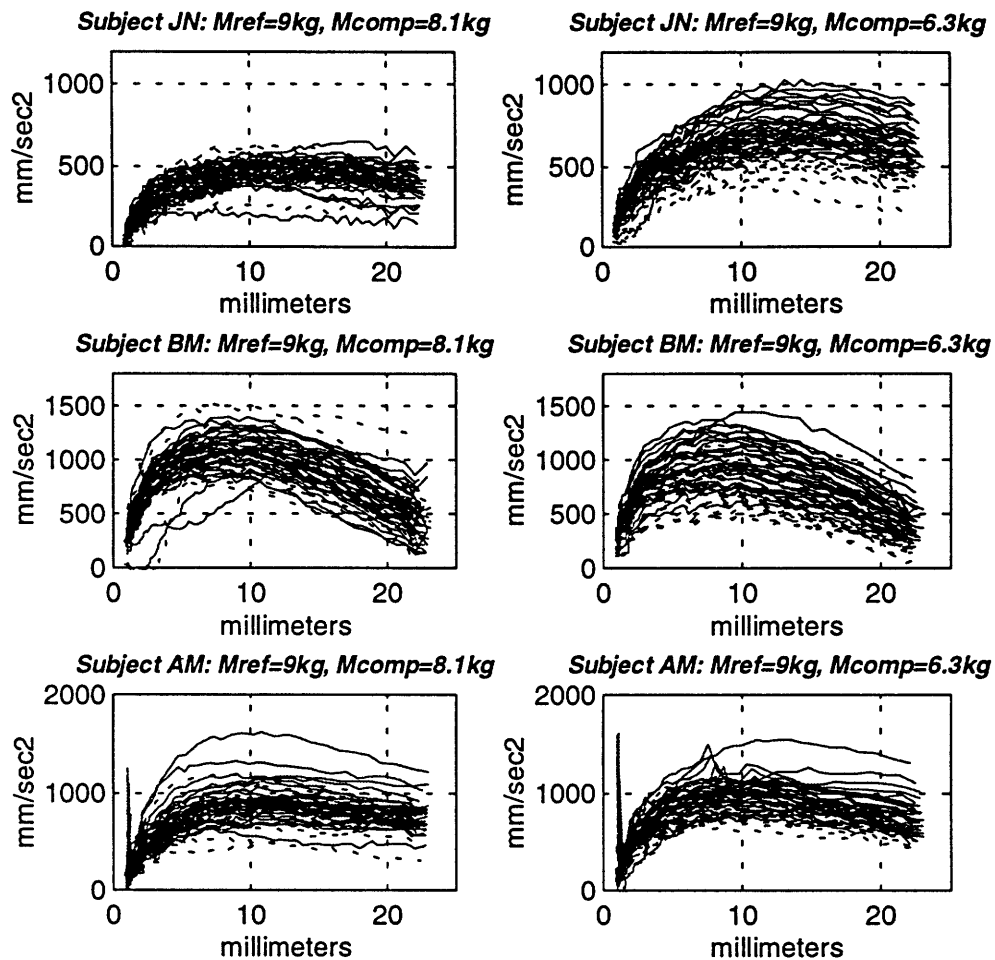 Subject JN: Mref=9kg, Mcomp=8.1kg
mm/sec2
1000
500
0
0 10 20
millimeters
Subject JN: Mref=9kg, Mcomp=6.3kg
mm/sec2
1000
500
0
0 10 20
millimeters
Subject BM: Mref=9kg, Mcomp=8.1kg
mm/sec2
1500
1000
500
0
0 10 20
millimeters
Subject BM: Mref=9kg, Mcomp=6.3kg
mm/sec2
1500
1000
500
0
0 10 20
millimeters
Subject AM: Mref=9kg, Mcomp=8.1kg
mm/sec2
2000
1000
0
0 10 20
millimeters
Subject AM: Mref=9kg, Mcomp=6.3kg
mm/sec2
2000
1000
0
0 10 20
millimeters